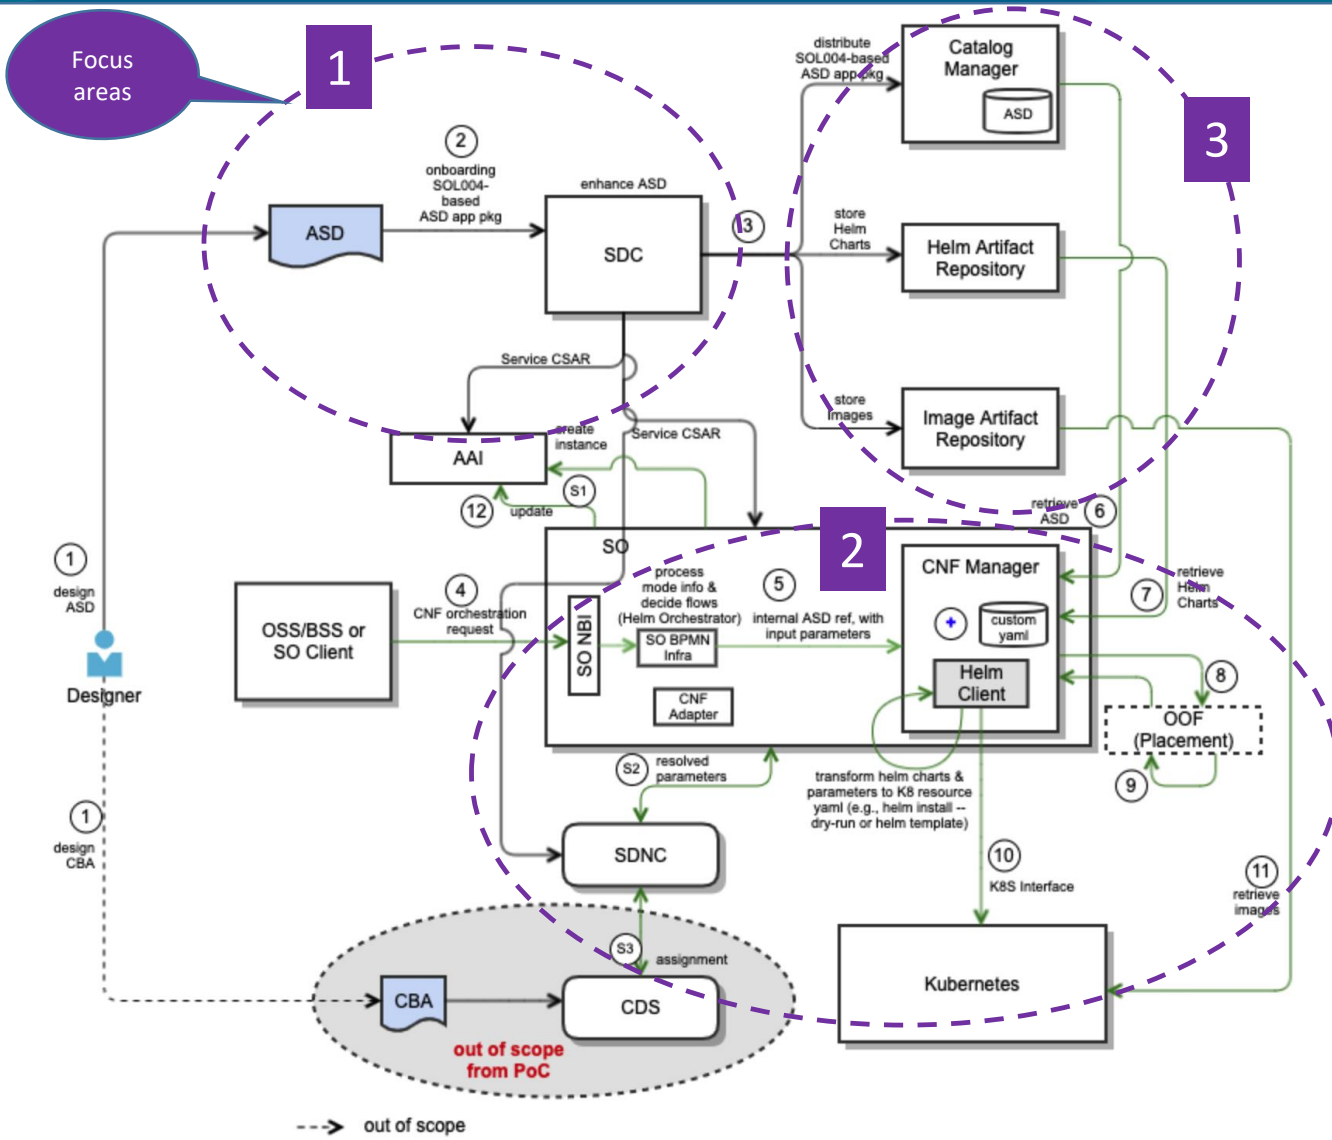 Focus
areas
1
2
onboarding
SOL004-
based
ASD app pkg
ASD
enhance ASD
SDC
3
distribute
SOL004-based
ASD app pkg
Catalog
Manager
ASD
3
store
Helm
Charts
Helm Artifact
Repository
store
Images
Image Artifact
Repository
Service CSAR
Service CSAR
AAI
create
instance
S1
12
update
retrieve
ASD
6
1
design
ASD
Designer
1
design
CBA
OSS/BSS or
SO Client
4
CNF orchestration
request
SO
SO NBI
process
mode info &
decide flows
(Helm Orchestrator)
SO BPMN
Infra
CNF
Adapter
5
internal ASD ref, with
input parameters
2
CNF Manager
+
custom
yaml
Helm
Client
7
retrieve
Helm
Charts
8
OOF
(Placement)
9
S2
resolved
parameters
transform helm charts &
parameters to K8 resource
yaml (e.g., helm install --
dry-run or helm template)
SDNC
10
K8S Interface
11
retrieve
images
S3
assignment
CBA
CDS
out of scope
from PoC
Kubernetes
out of scope